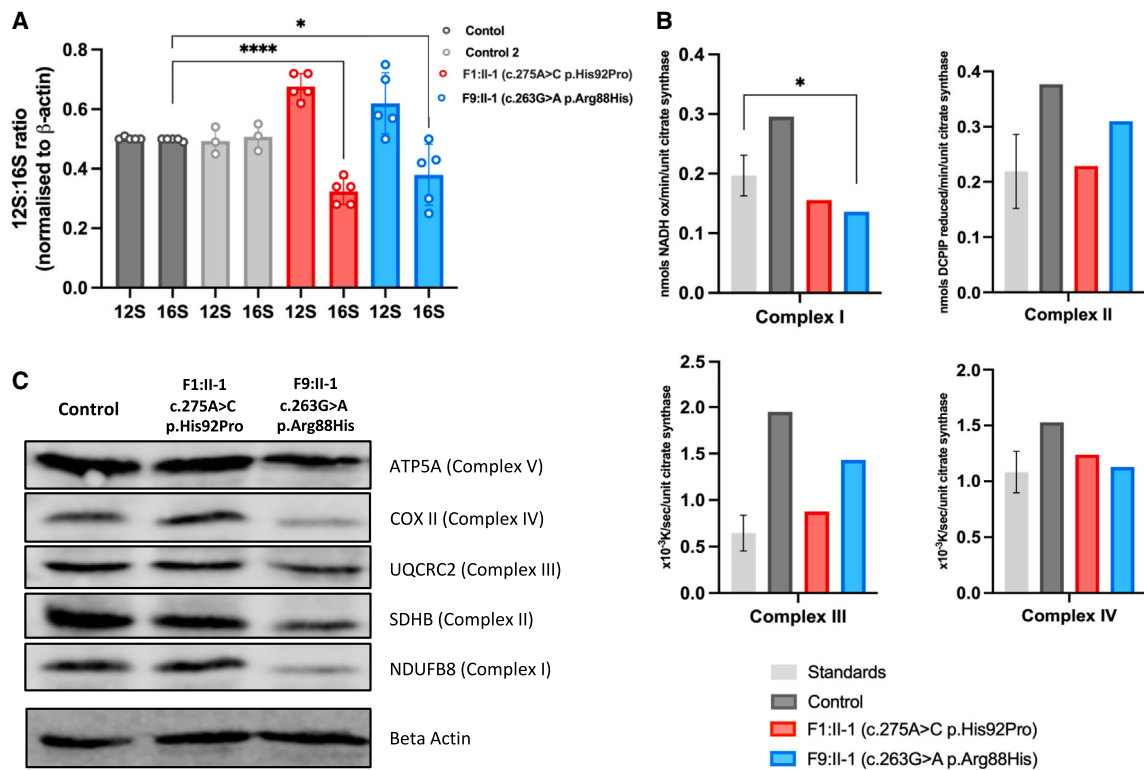 A
*
****
12S:16S ratio
(normalised to β-actin)
0.8
0.6
0.4
0.2
0.0
12S 16S 12S 16S 12S 16S 12S 16S
Contol
Control 2
F1:II-1 (c.275A>C p.His92Pro)
F9:II-1 (c.263G>A p.Arg88His)
B
nmols NADH ox/min/unit citrate synthase
0.4
0.3
0.2
0.1
0.0
*
Complex I
nmols DCPIP reduced/min/unit citrate synthase
0.4
0.3
0.2
0.1
0.0
Complex II
x10⁻³K/sec/unit citrate synthase
2.5
2.0
1.5
1.0
0.5
0.0
Complex III
x10⁻³K/sec/unit citrate synthase
2.0
1.5
1.0
0.5
0.0
Complex IV
Standards
Control
F1:II-1 (c.275A>C p.His92Pro)
F9:II-1 (c.263G>A p.Arg88His)
C
Control
F1:II-1
c.275A>C
p.His92Pro
F9:II-1
c.263G>A
p.Arg88His
ATP5A (Complex V)
COX II (Complex IV)
UQCRC2 (Complex III)
SDHB (Complex II)
NDUFB8 (Complex I)
Beta Actin